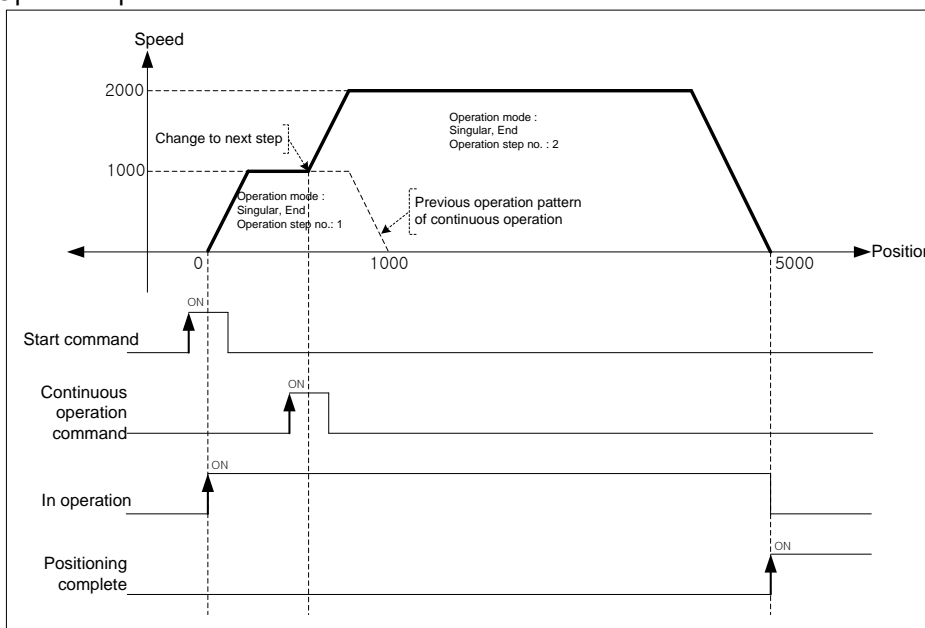 Speed
2000
Operation mode :
Singular, End
Operation step no. : 2
Change to next step
1000
Operation mode :
Singular, End
Operation step no.: 1
Previous operation pattern
of continuous operation
Position
0
1000
5000
ON
Start command
ON
Continuous
operation
command
ON
In operation
ON
Positioning
complete